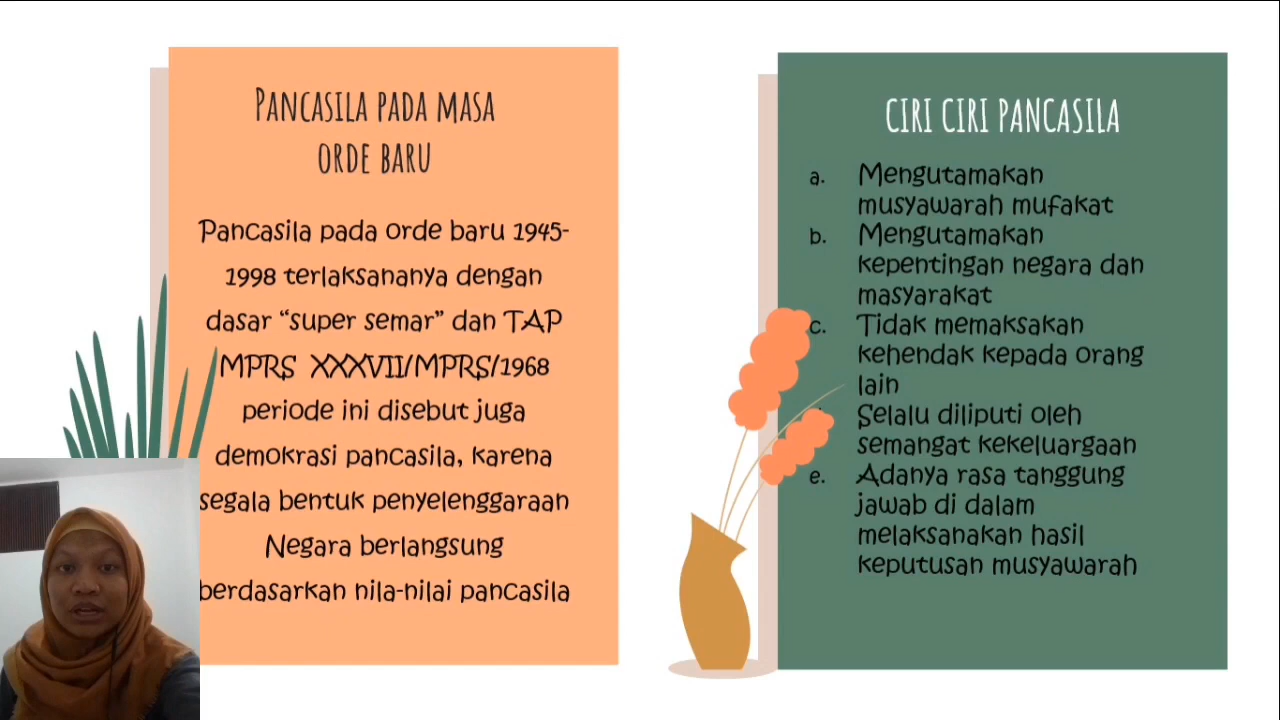 PANCASILA PADA MASA
ORDE BARU
Pancasila pada orde baru 1945-
1998 terlaksananya dengan
dasar “super semar” dan TAP
MPRS XXXVII/MPRS/1968
periode ini disebut juga
demokrasi pancasila, karena
segala bentuk penyelenggaraan
Negara berlangsung
berdasarkan nila-nilai pancasila
CIRI CIRI PANCASILA
a. Mengutamakan
musyawarah mufakat
b. Mengutamakan
kepentingan negara dan
masyarakat
c. Tidak memaksakan
kehendak kepada orang
lain
Selalu diliputi oleh
semangat kekeluargaan
e. Adanya rasa tanggung
jawab di dalam
melaksanakan hasil
keputusan musyawarah